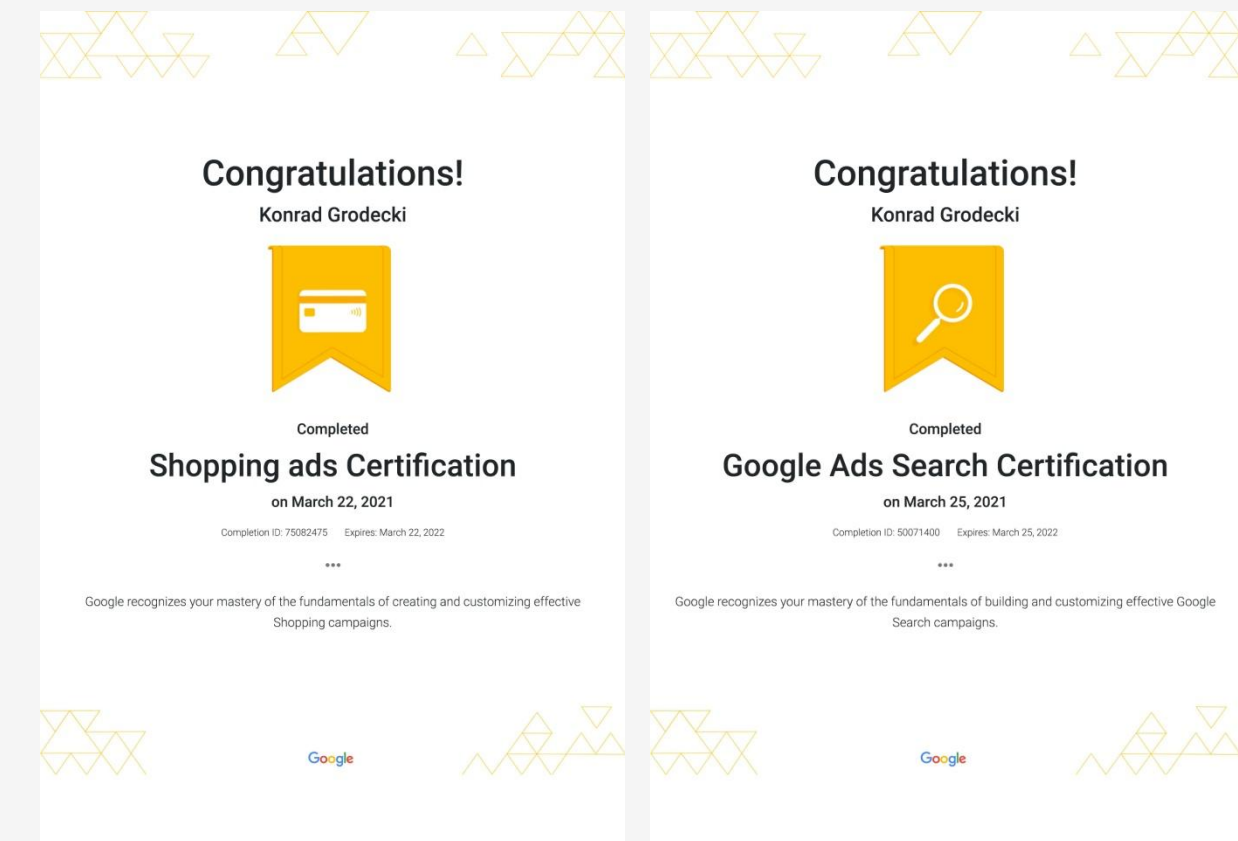 Congratulations!
Konrad Grodecki
Completed
Shopping ads Certification
on March 22, 2021
Completion ID: 75082475 Expires: March 22, 2022
Google recognizes your mastery of the fundamentals of creating and customizing effective
Shopping campaigns.
Google
Congratulations!
Konrad Grodecki
Completed
Google Ads Search Certification
on March 25, 2021
Completion ID: 50071400 Expires: March 25, 2022
Google recognizes your mastery of the fundamentals of building and customizing effective Google
Search campaigns.
Google